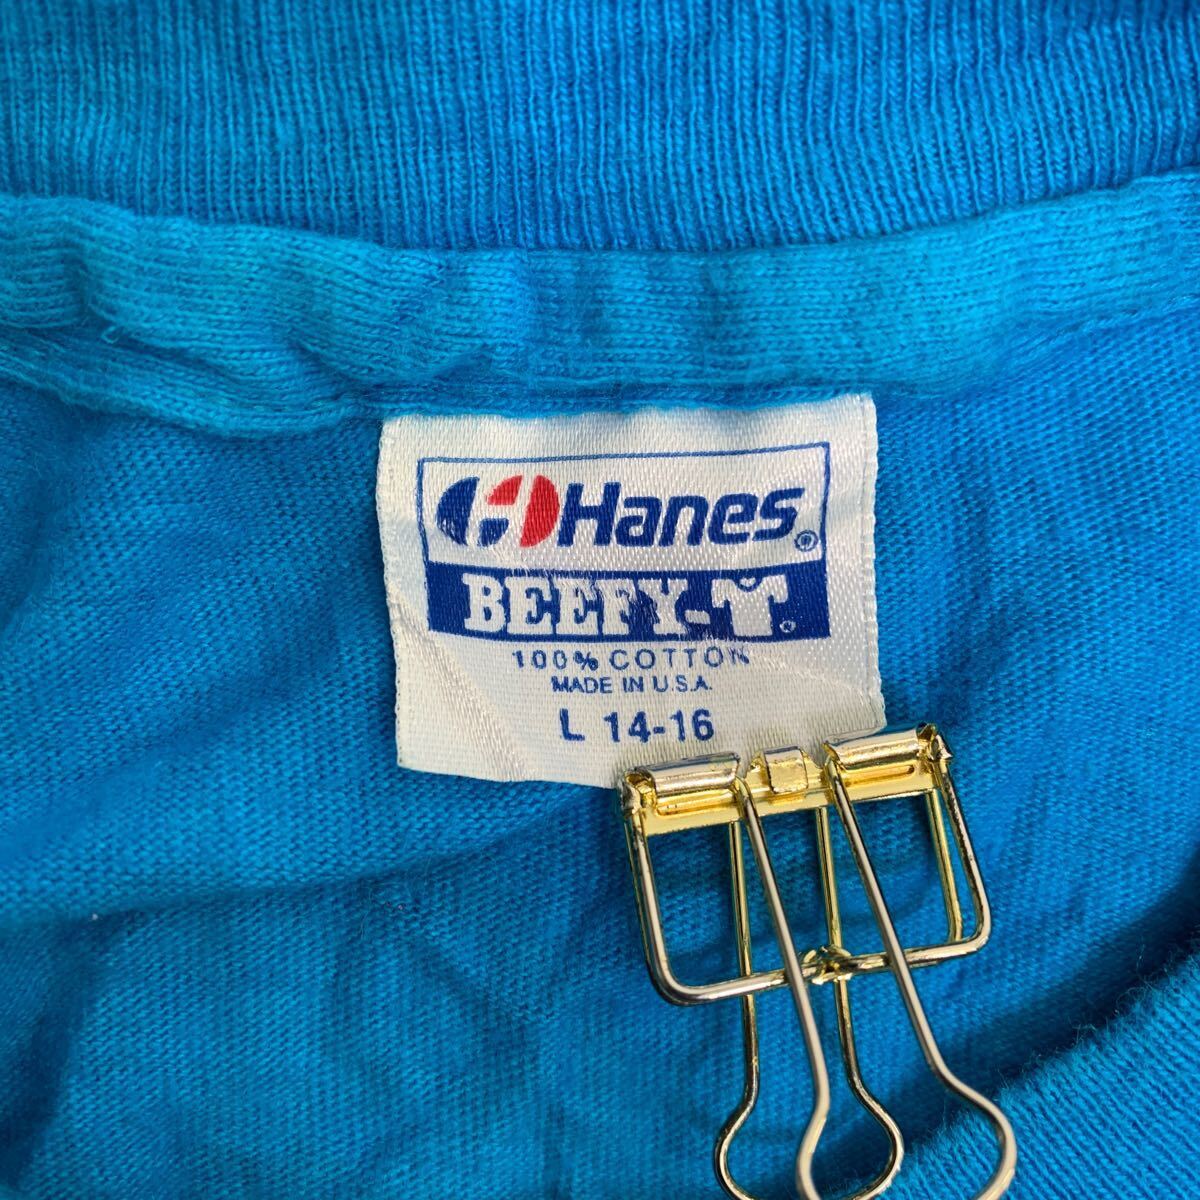 Hanes®
BEEFY-T®
100% COTTON
MADE IN U.S.A.
L 14-16